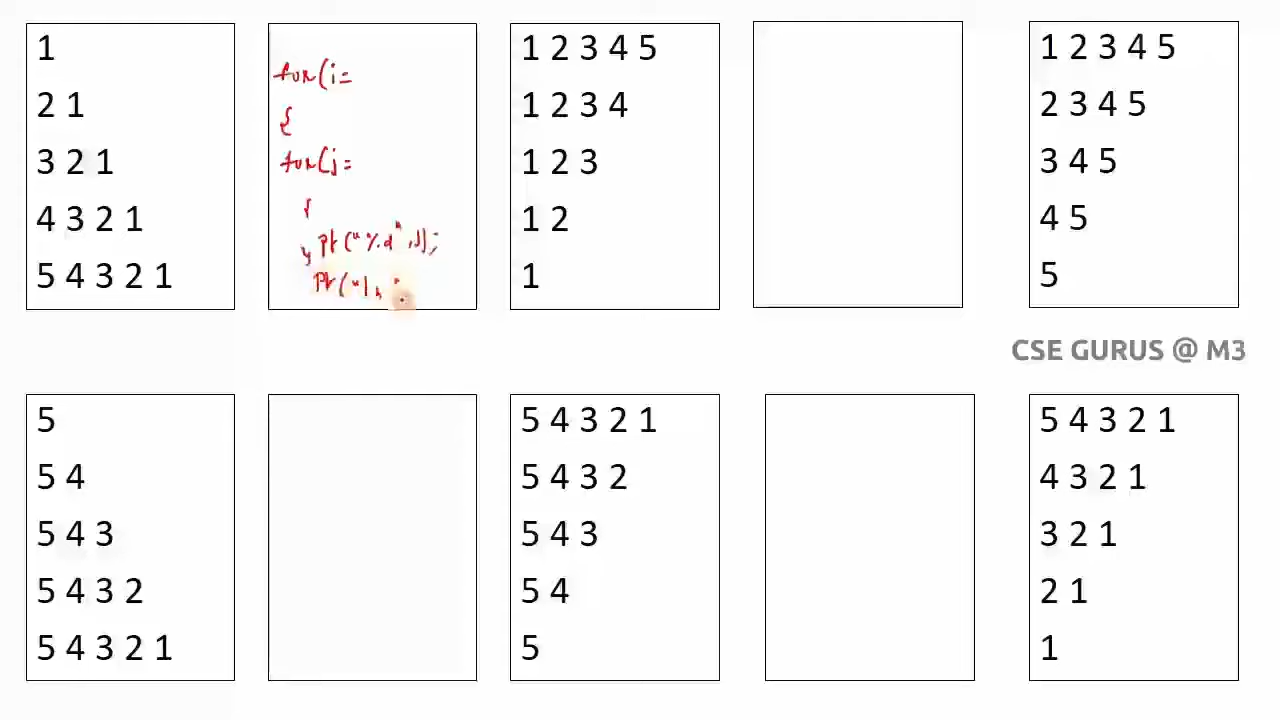 1
2 1
3 2 1
4 3 2 1
5 4 3 2 1
for(i=
{
for(j=
{
} Pf("%d",j);
Pf("\n"
1 2 3 4 5
1 2 3 4
1 2 3
1 2
1
1 2 3 4 5
2 3 4 5
3 4 5
4 5
5
CSE GURUS @ M3
5
5 4
5 4 3
5 4 3 2
5 4 3 2 1
5 4 3 2 1
5 4 3 2
5 4 3
5 4
5
5 4 3 2 1
4 3 2 1
3 2 1
2 1
1